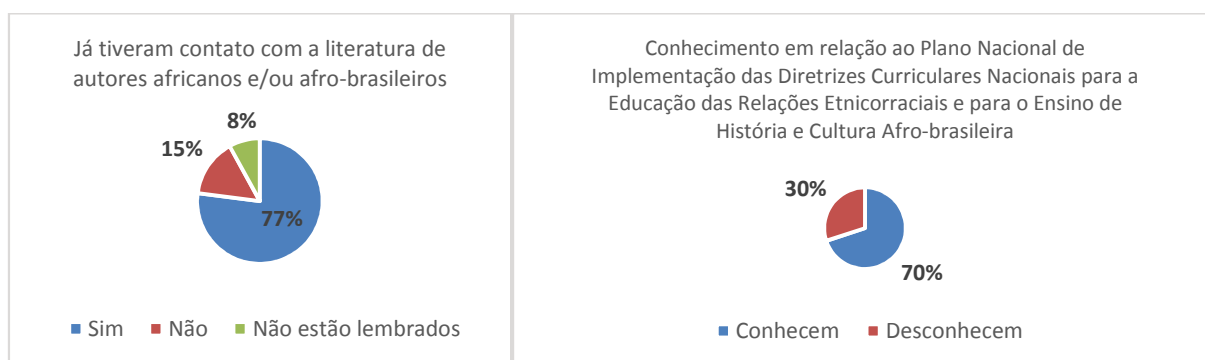 Já tiveram contato com a literatura de
autores africanos e/ou afro-brasileiros
8%
15%
77%
Sim Não Não estão lembrados
Conhecimento em relação ao Plano Nacional de
Implementação das Diretrizes Curriculares Nacionais para a
Educação das Relações Etnicorraciais e para o Ensino de
História e Cultura Afro-brasileira
30%
70%
Conhecem Desconhecem